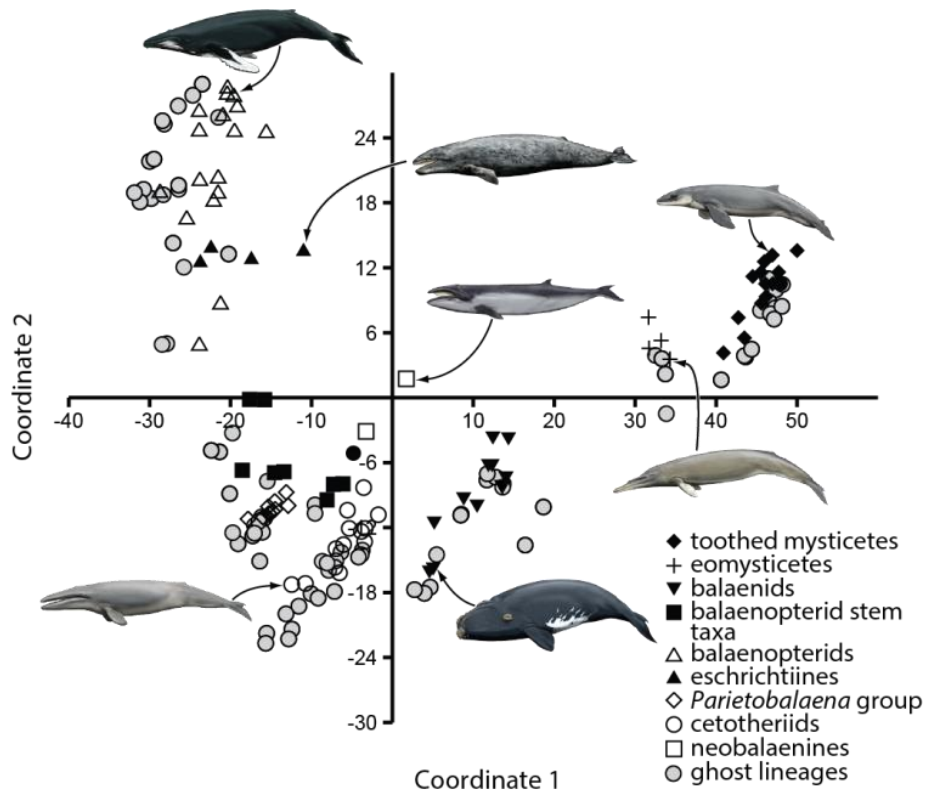 24
18
12
6
-40 -30 -20 -10 10 20 30 40 50
-6
-12
-18
-24
-30
Coordinate 2
Coordinate 1
toothed mysticetes
eomysticetes
balaenids
balaenopterid stem
taxa
balaenopterids
eschrichtiines
Parietobalaena group
cetotheriids
neobalaenines
ghost lineages